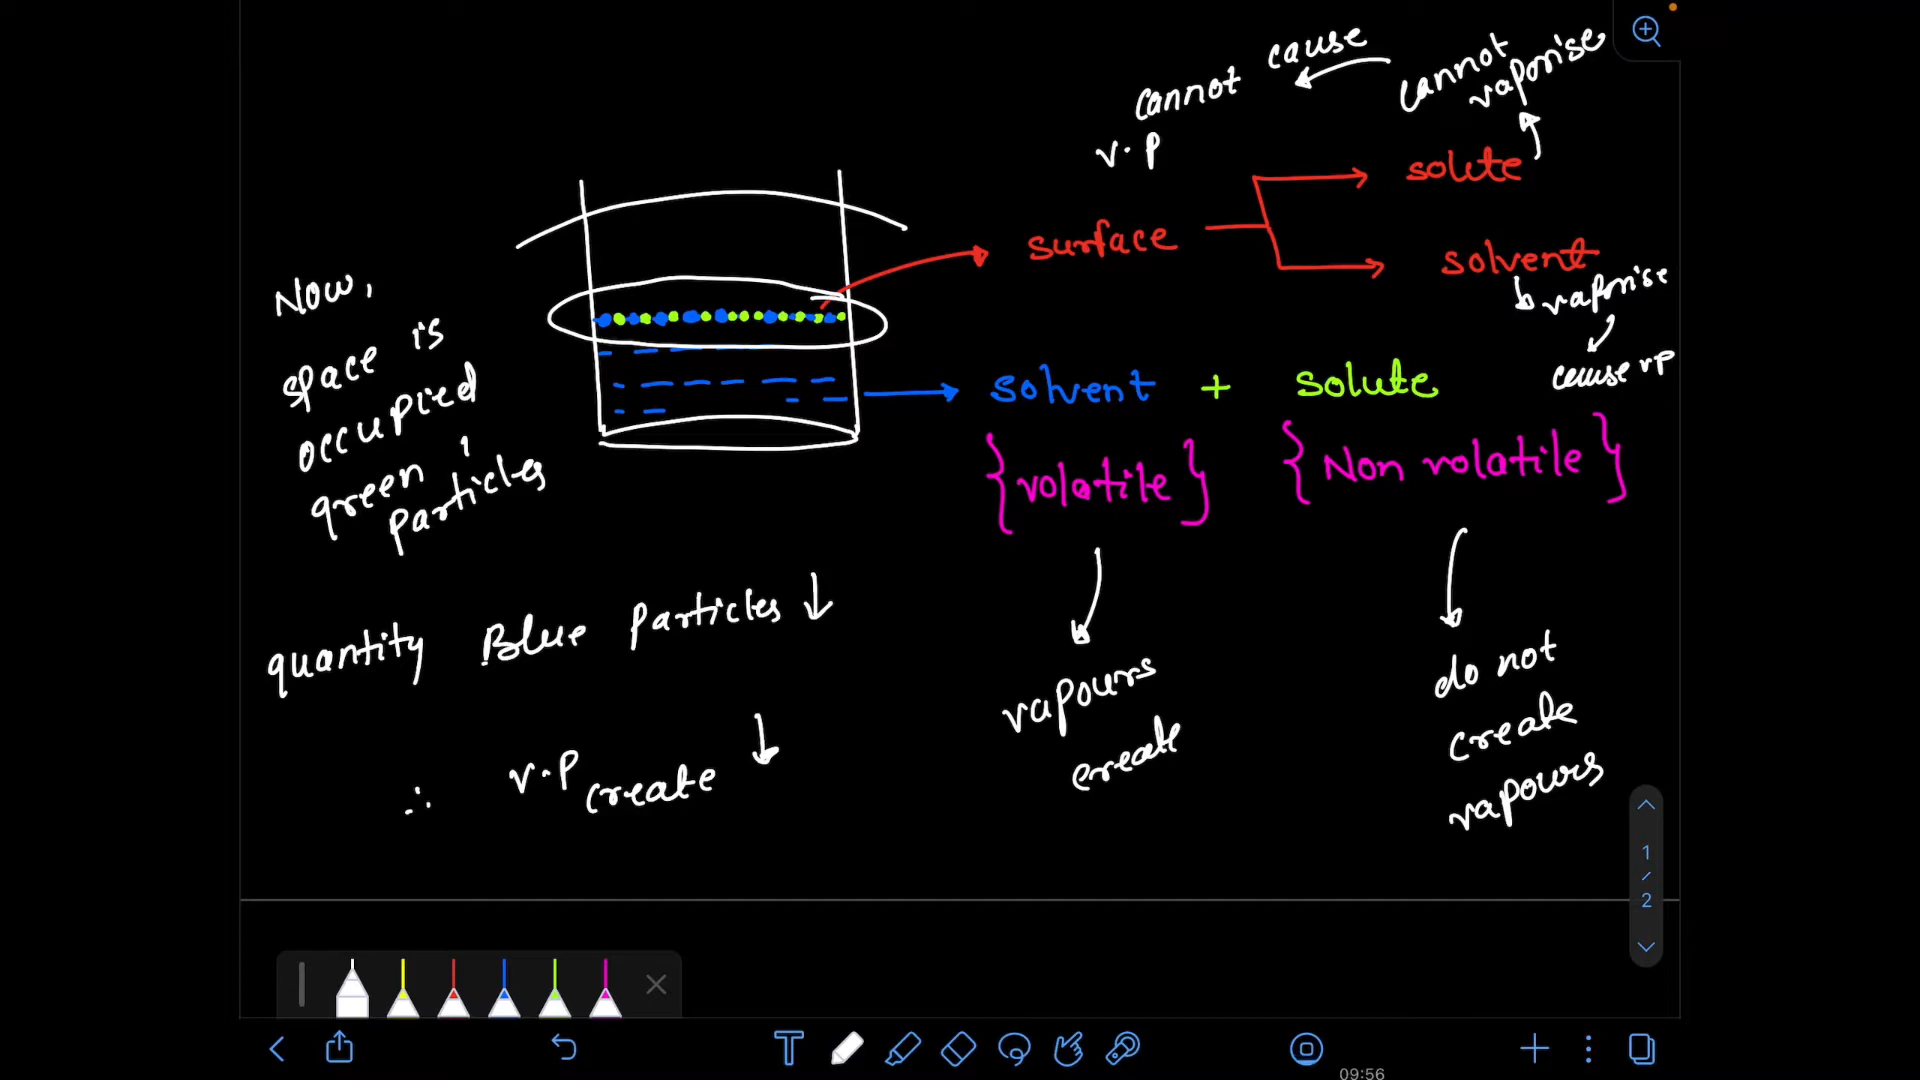 cannot cause
v.p
cannot
vaporise
solute
surface
solvent
vaporise
cause vp
Now,
space is
occupied
green
particles
solvent + solute
{volatile} {Non volatile}
quantity Blue Particles ↓
vapours
create
do not
create
vapours
∴ v.p create ↓
1
/
2
T
09:56